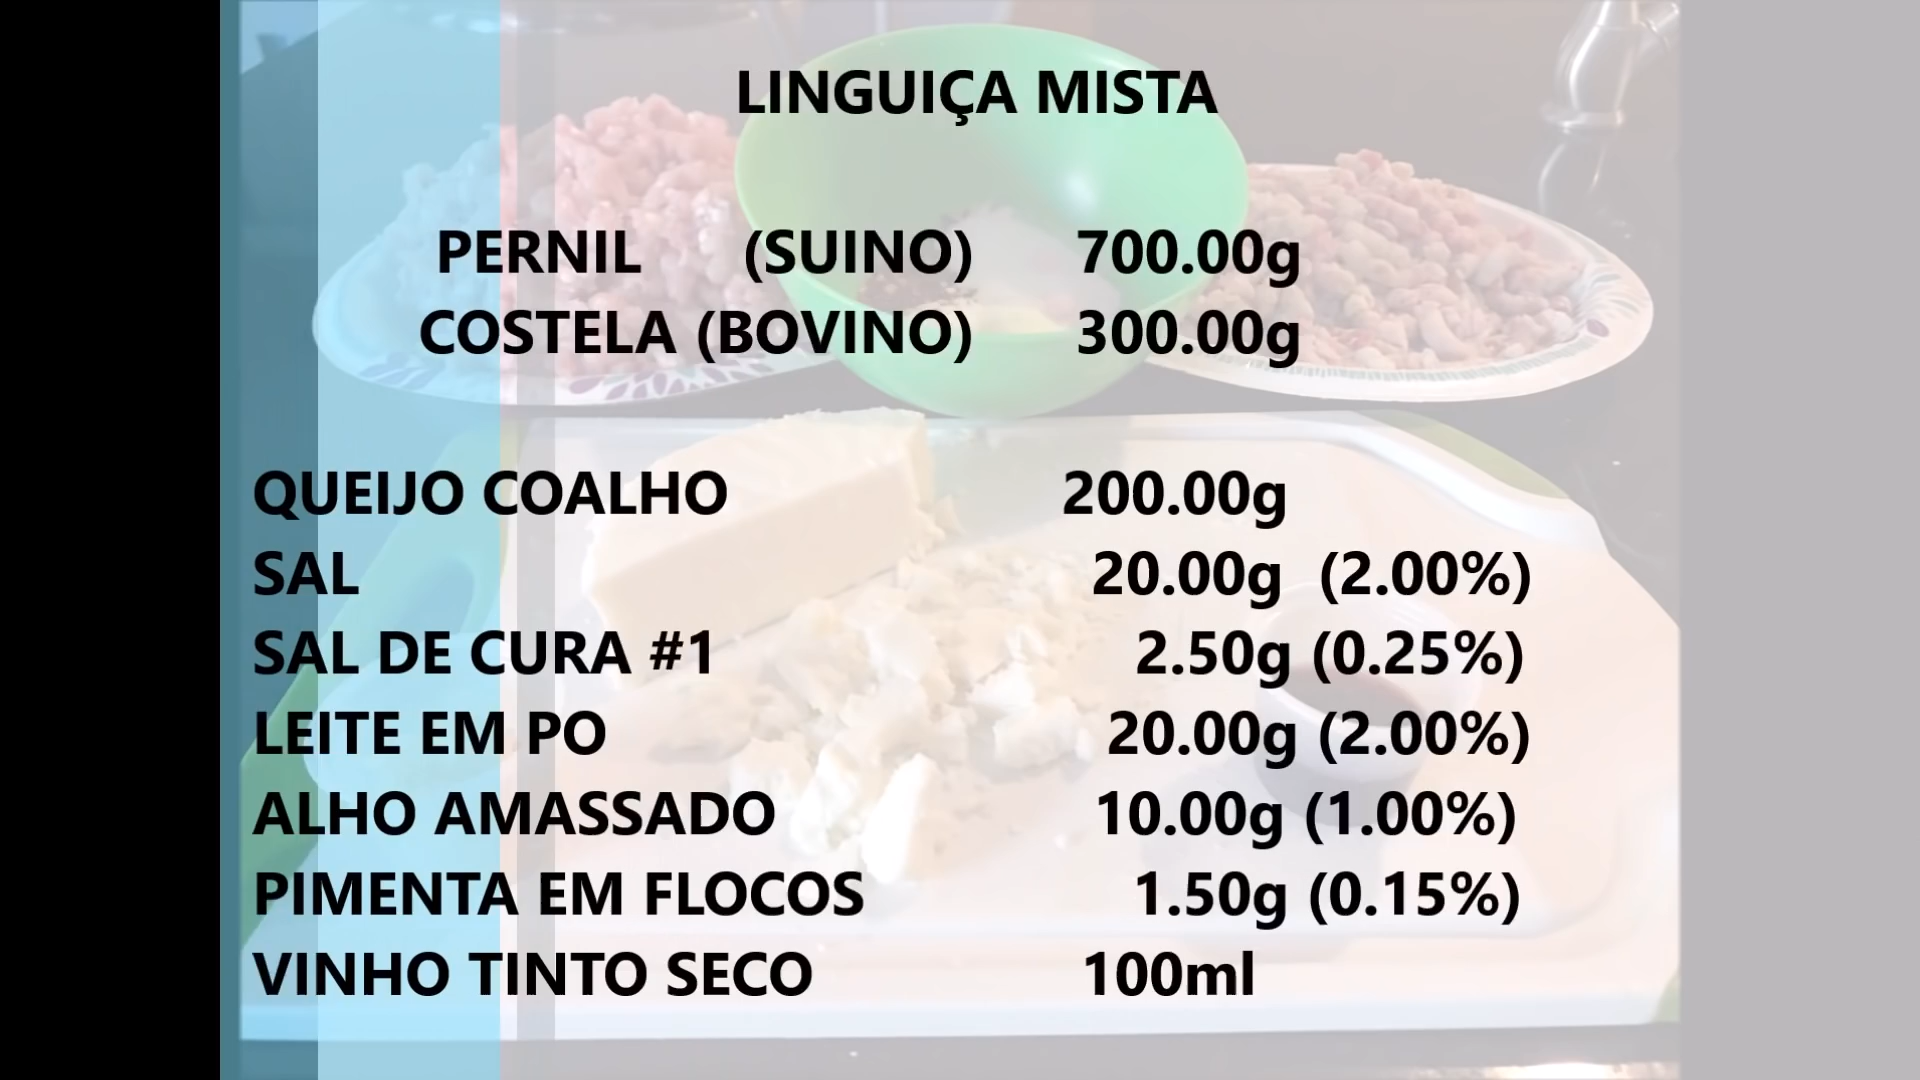 LINGUIÇA MISTA
PERNIL (SUINO) 700.00g
COSTELA (BOVINO) 300.00g
QUEIJO COALHO 200.00g
SAL 20.00g (2.00%)
SAL DE CURA #1 2.50g (0.25%)
LEITE EM PO 20.00g (2.00%)
ALHO AMASSADO 10.00g (1.00%)
PIMENTA EM FLOCOS 1.50g (0.15%)
VINHO TINTO SECO 100ml